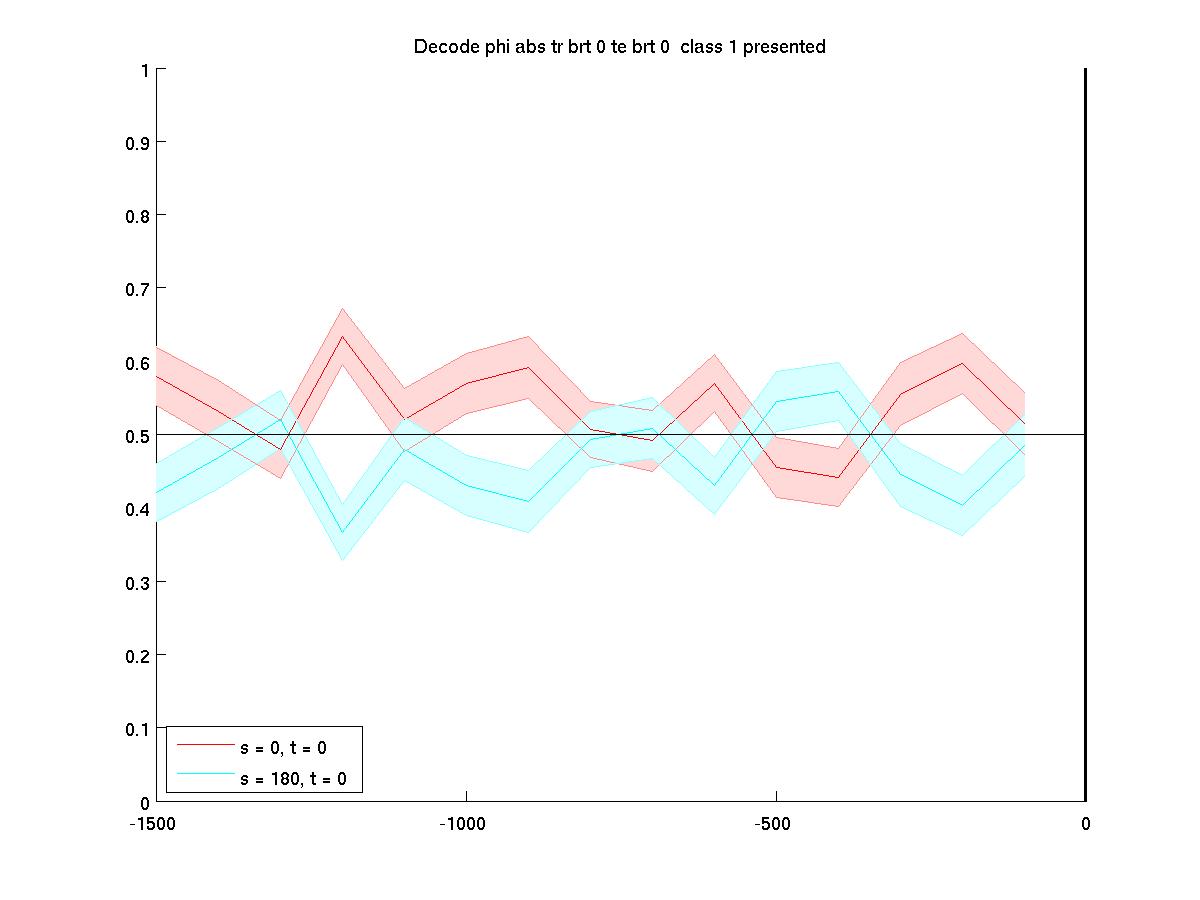 Decode phi abs tr brt 0 te brt 0  class 1 presented
1
0.9
0.8
0.7
0.6
0.5
0.4
0.3
0.2
0.1
0
s = 0, t = 0
s = 180, t = 0
-1500 -1000 -500 0